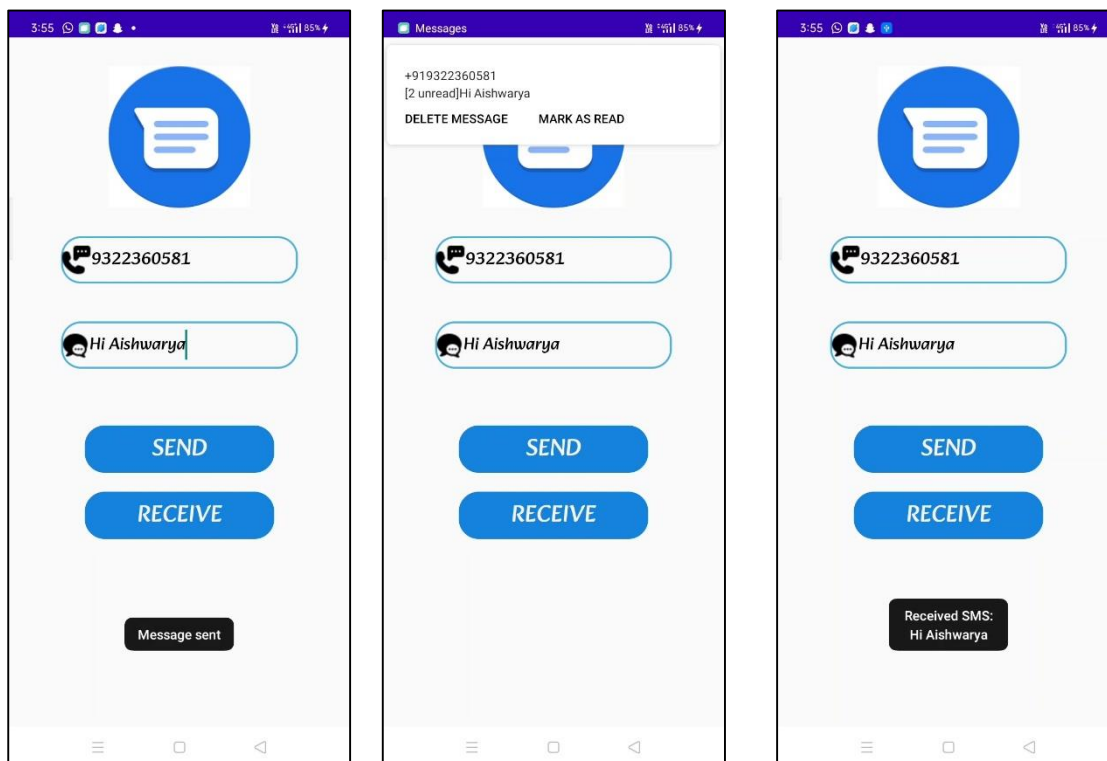 3:55
85%
9322360581
Hi Aishwarya
SEND
RECEIVE
Message sent
Messages
85%
+919322360581
[2 unread]Hi Aishwarya
DELETE MESSAGE MARK AS READ
9322360581
Hi Aishwarya
SEND
RECEIVE
3:55
85%
9322360581
Hi Aishwarya
SEND
RECEIVE
Received SMS:
Hi Aishwarya